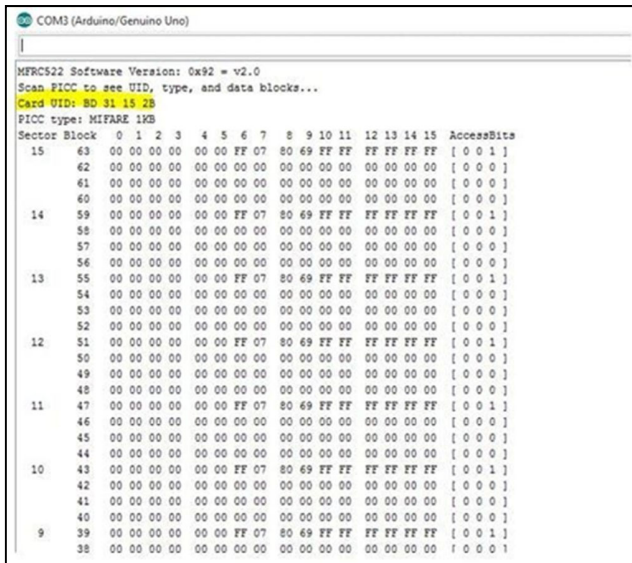 COM3 (Arduino/Genuino Uno)
MFRC522 Software Version: 0x92 = v2.0
Scan PICC to see UID, type, and data blocks...
Card UID: BD 31 15 2B
PICC type: MIFARE 1KB
Sector Block 0 1 2 3 4 5 6 7 8 9 10 11 12 13 14 15 AccessBits
15 63 00 00 00 00 00 00 FF 07 80 69 FF FF FF FF FF FF [ 0 0 1 ]
62 00 00 00 00 00 00 00 00 00 00 00 00 00 00 00 00 [ 0 0 0 ]
61 00 00 00 00 00 00 00 00 00 00 00 00 00 00 00 00 [ 0 0 0 ]
60 00 00 00 00 00 00 00 00 00 00 00 00 00 00 00 00 [ 0 0 0 ]
14 59 00 00 00 00 00 00 FF 07 80 69 FF FF FF FF FF FF [ 0 0 1 ]
58 00 00 00 00 00 00 00 00 00 00 00 00 00 00 00 00 [ 0 0 0 ]
57 00 00 00 00 00 00 00 00 00 00 00 00 00 00 00 00 [ 0 0 0 ]
56 00 00 00 00 00 00 00 00 00 00 00 00 00 00 00 00 [ 0 0 0 ]
13 55 00 00 00 00 00 00 FF 07 80 69 FF FF FF FF FF FF [ 0 0 1 ]
54 00 00 00 00 00 00 00 00 00 00 00 00 00 00 00 00 [ 0 0 0 ]
53 00 00 00 00 00 00 00 00 00 00 00 00 00 00 00 00 [ 0 0 0 ]
52 00 00 00 00 00 00 00 00 00 00 00 00 00 00 00 00 [ 0 0 0 ]
12 51 00 00 00 00 00 00 FF 07 80 69 FF FF FF FF FF FF [ 0 0 1 ]
50 00 00 00 00 00 00 00 00 00 00 00 00 00 00 00 00 [ 0 0 0 ]
49 00 00 00 00 00 00 00 00 00 00 00 00 00 00 00 00 [ 0 0 0 ]
48 00 00 00 00 00 00 00 00 00 00 00 00 00 00 00 00 [ 0 0 0 ]
11 47 00 00 00 00 00 00 FF 07 80 69 FF FF FF FF FF FF [ 0 0 1 ]
46 00 00 00 00 00 00 00 00 00 00 00 00 00 00 00 00 [ 0 0 0 ]
45 00 00 00 00 00 00 00 00 00 00 00 00 00 00 00 00 [ 0 0 0 ]
44 00 00 00 00 00 00 00 00 00 00 00 00 00 00 00 00 [ 0 0 0 ]
10 43 00 00 00 00 00 00 FF 07 80 69 FF FF FF FF FF FF [ 0 0 1 ]
42 00 00 00 00 00 00 00 00 00 00 00 00 00 00 00 00 [ 0 0 0 ]
41 00 00 00 00 00 00 00 00 00 00 00 00 00 00 00 00 [ 0 0 0 ]
40 00 00 00 00 00 00 00 00 00 00 00 00 00 00 00 00 [ 0 0 0 ]
9 39 00 00 00 00 00 00 FF 07 80 69 FF FF FF FF FF FF [ 0 0 1 ]
38 00 00 00 00 00 00 00 00 00 00 00 00 00 00 00 00 [ 0 0 0 ]